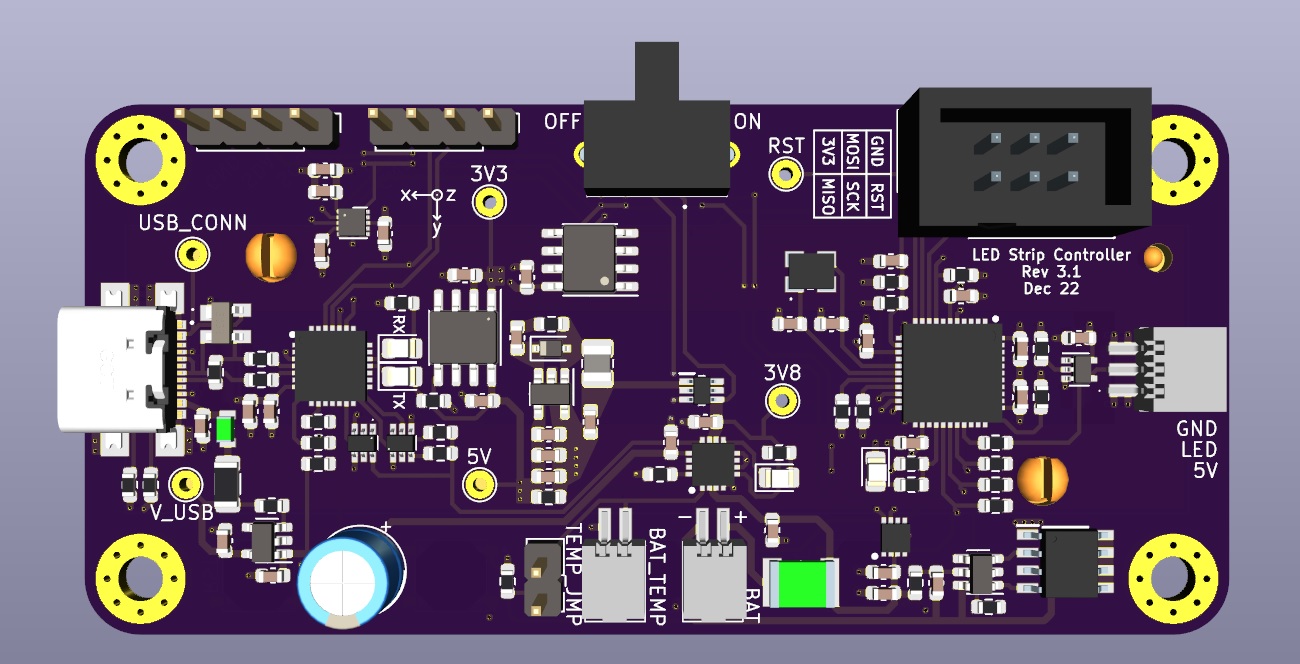 OFF
ON
RST
3V3
MOSI
GND
MISO
SCK
RST
3V3
x
z
y
USB_CONN
LED Strip Controller
Rev 3.1
Dec 22
RX
TX
3V8
GND
LED
5V
5V
V_USB
+
- +
TEMP_JMP
BAT_TEMP
BAT